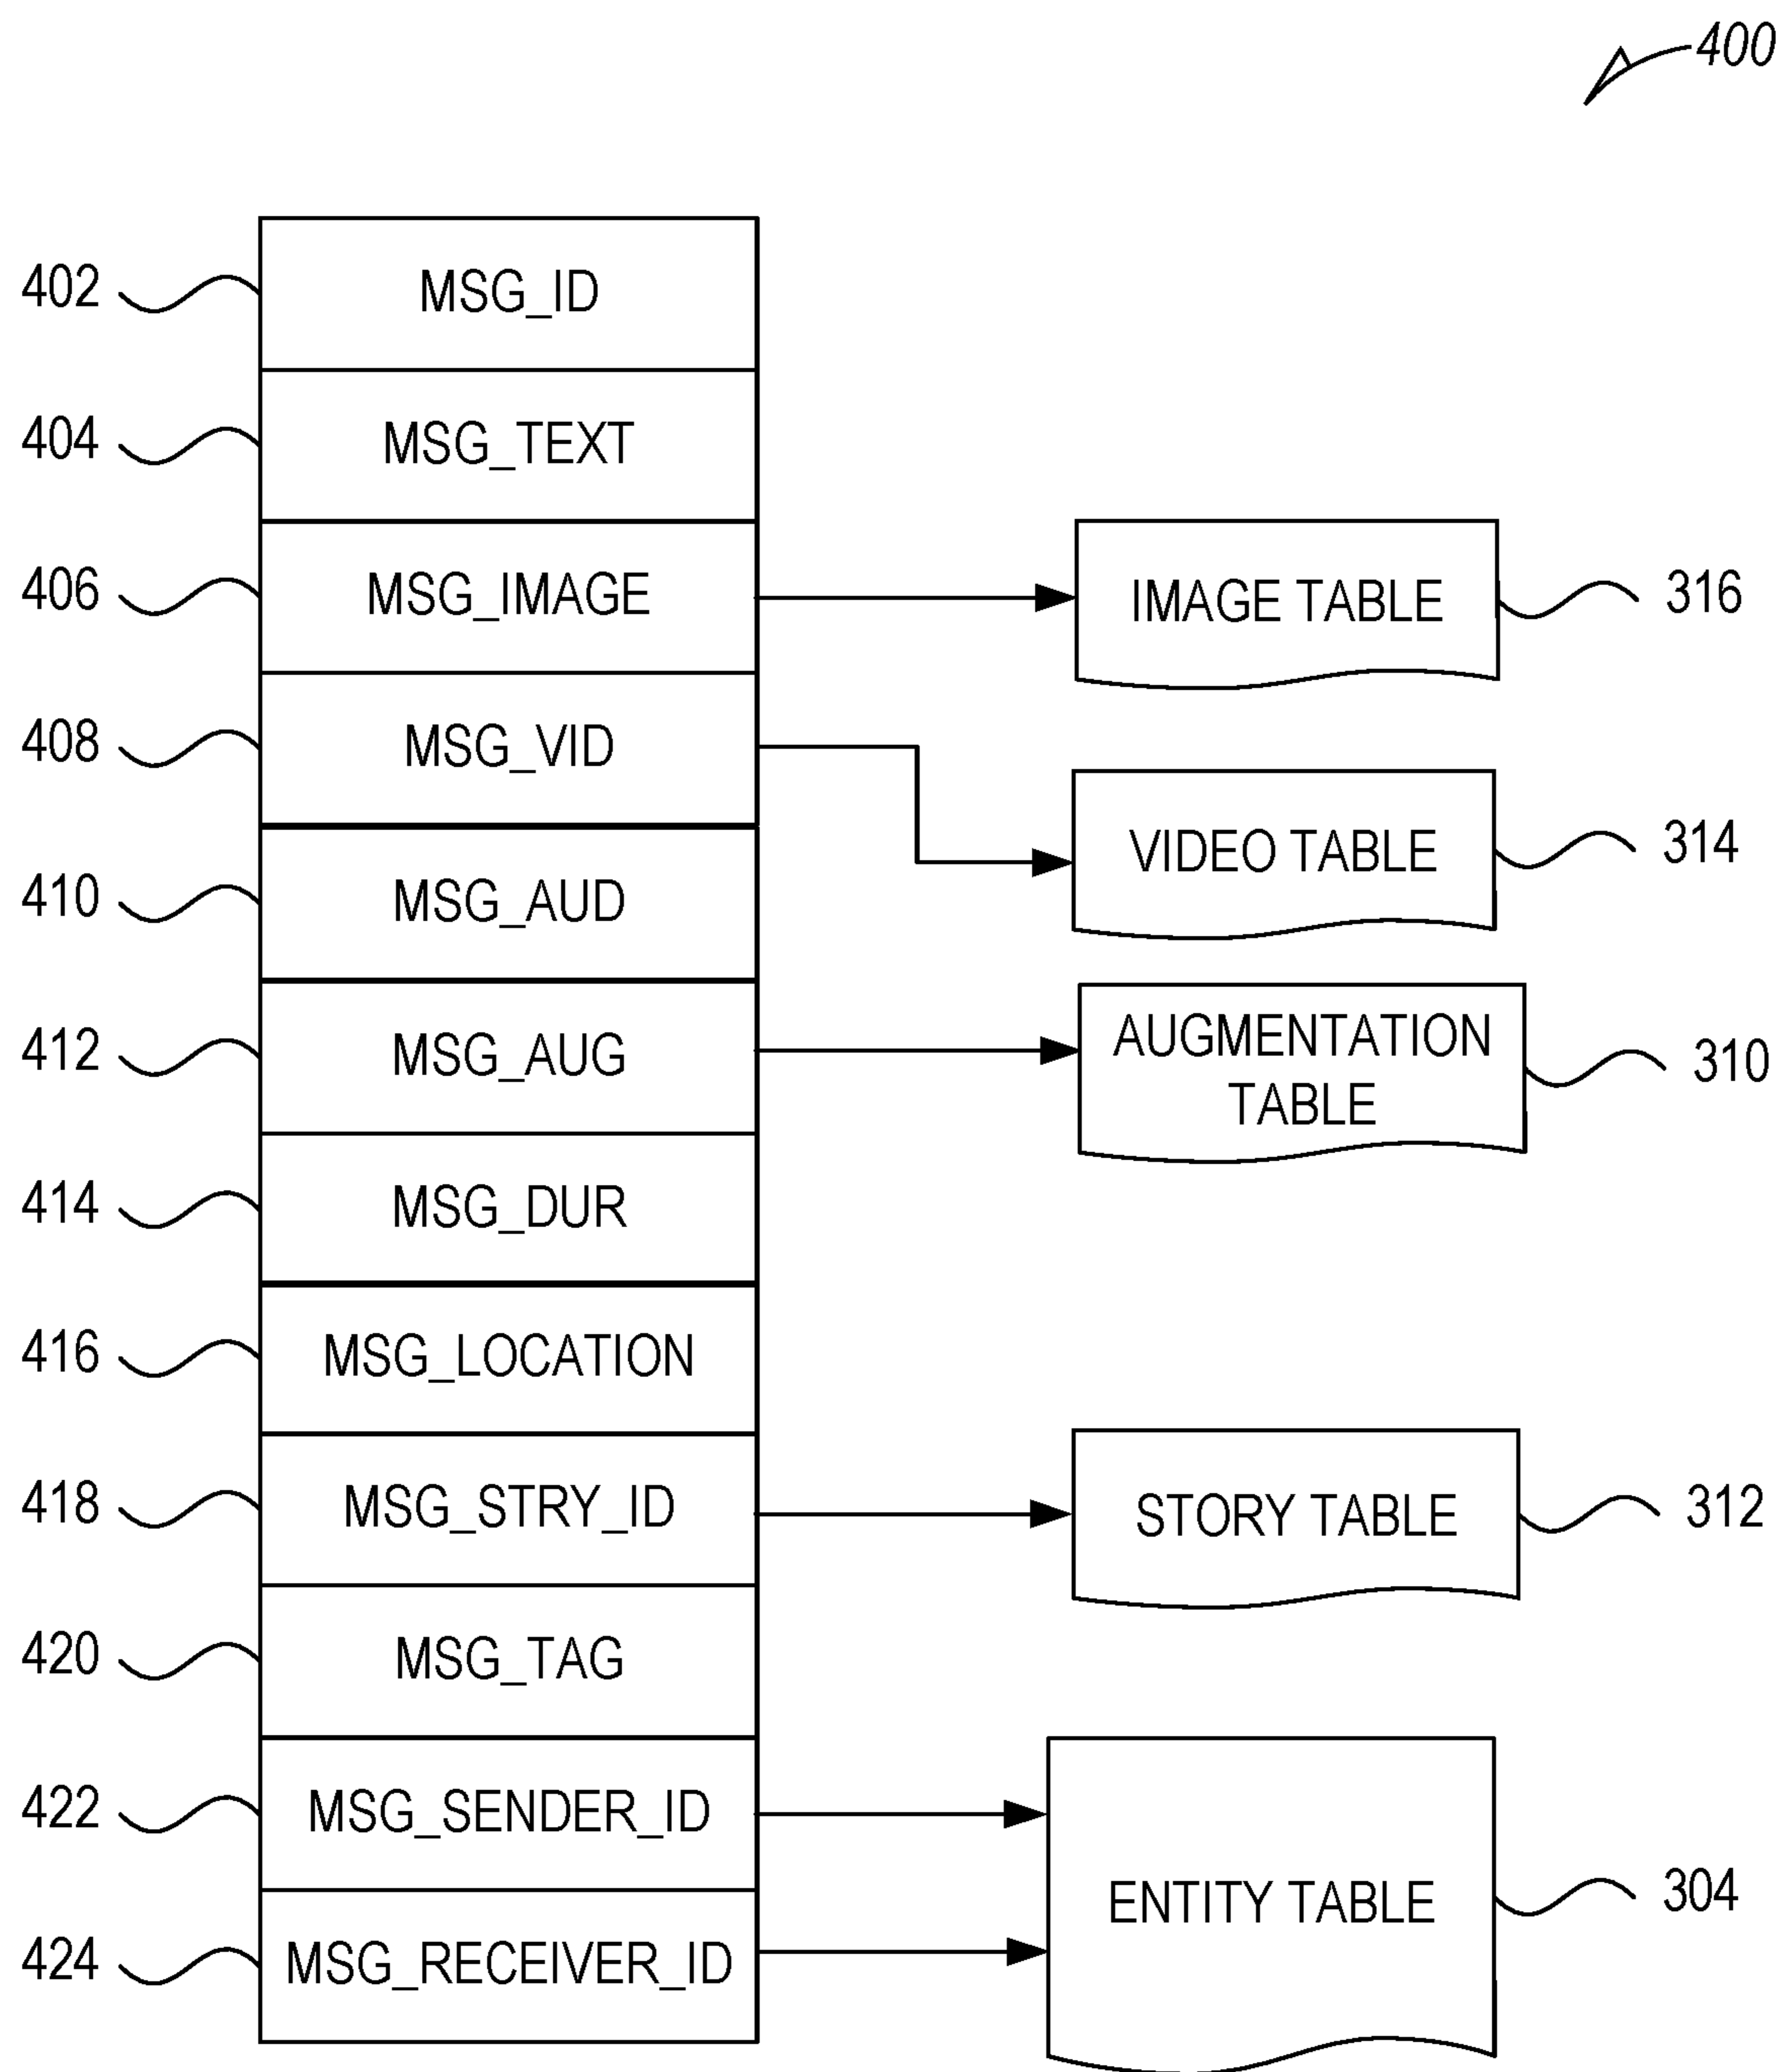 400
402 MSG_ID
404 MSG_TEXT
406 MSG_IMAGE IMAGE TABLE 316
408 MSG_VID VIDEO TABLE 314
410 MSG_AUD
412 MSG_AUG AUGMENTATION
TABLE 310
414 MSG_DUR
416 MSG_LOCATION
418 MSG_STRY_ID STORY TABLE 312
420 MSG_TAG
422 MSG_SENDER_ID
ENTITY TABLE 304
424 MSG_RECEIVER_ID